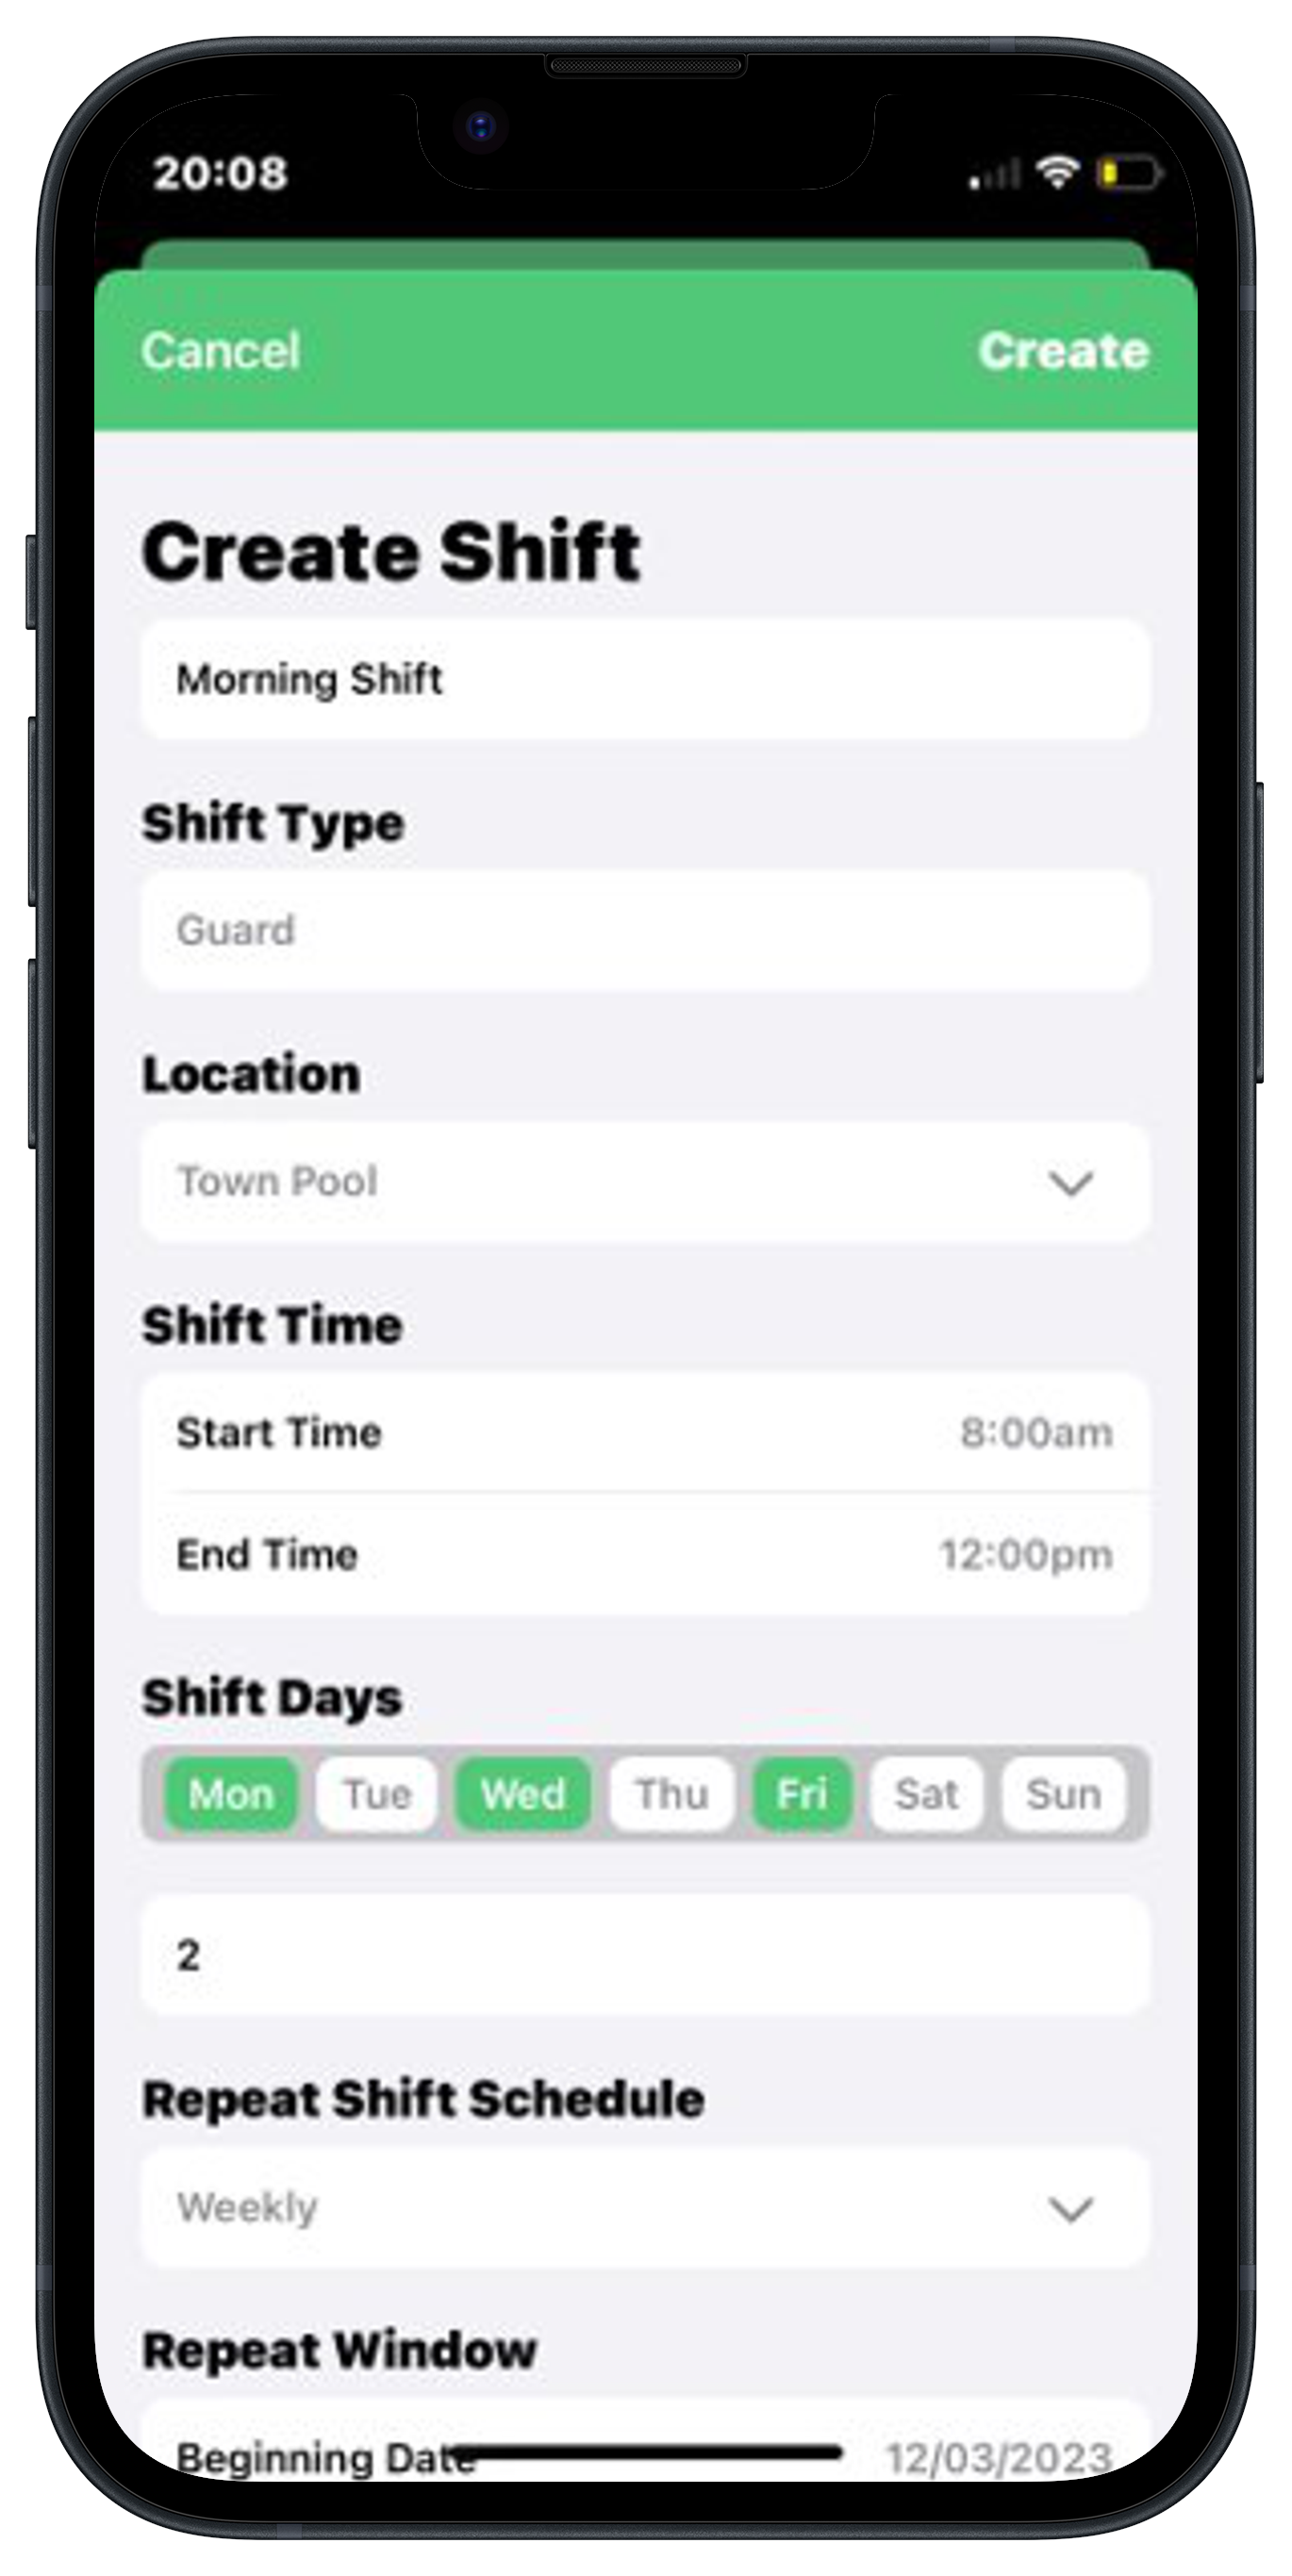 20:08
Cancel Create
Create Shift
Morning Shift
Shift Type
Guard
Location
Town Pool
Shift Time
Start Time 8:00am
End Time 12:00pm
Shift Days
Mon Tue Wed Thu Fri Sat Sun
2
Repeat Shift Schedule
Weekly
Repeat Window
Beginning Date 12/03/2023